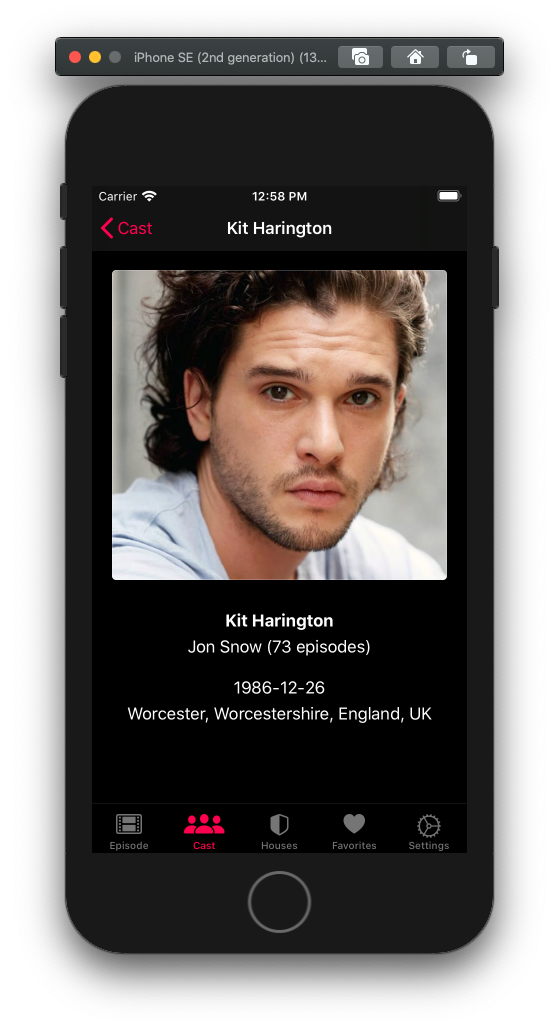 iPhone SE (2nd generation) (13...
Carrier
12:58 PM
Cast
Kit Harington
Kit Harington
Jon Snow (73 episodes)
1986-12-26
Worcester, Worcestershire, England, UK
Episode
Cast
Houses
Favorites
Settings